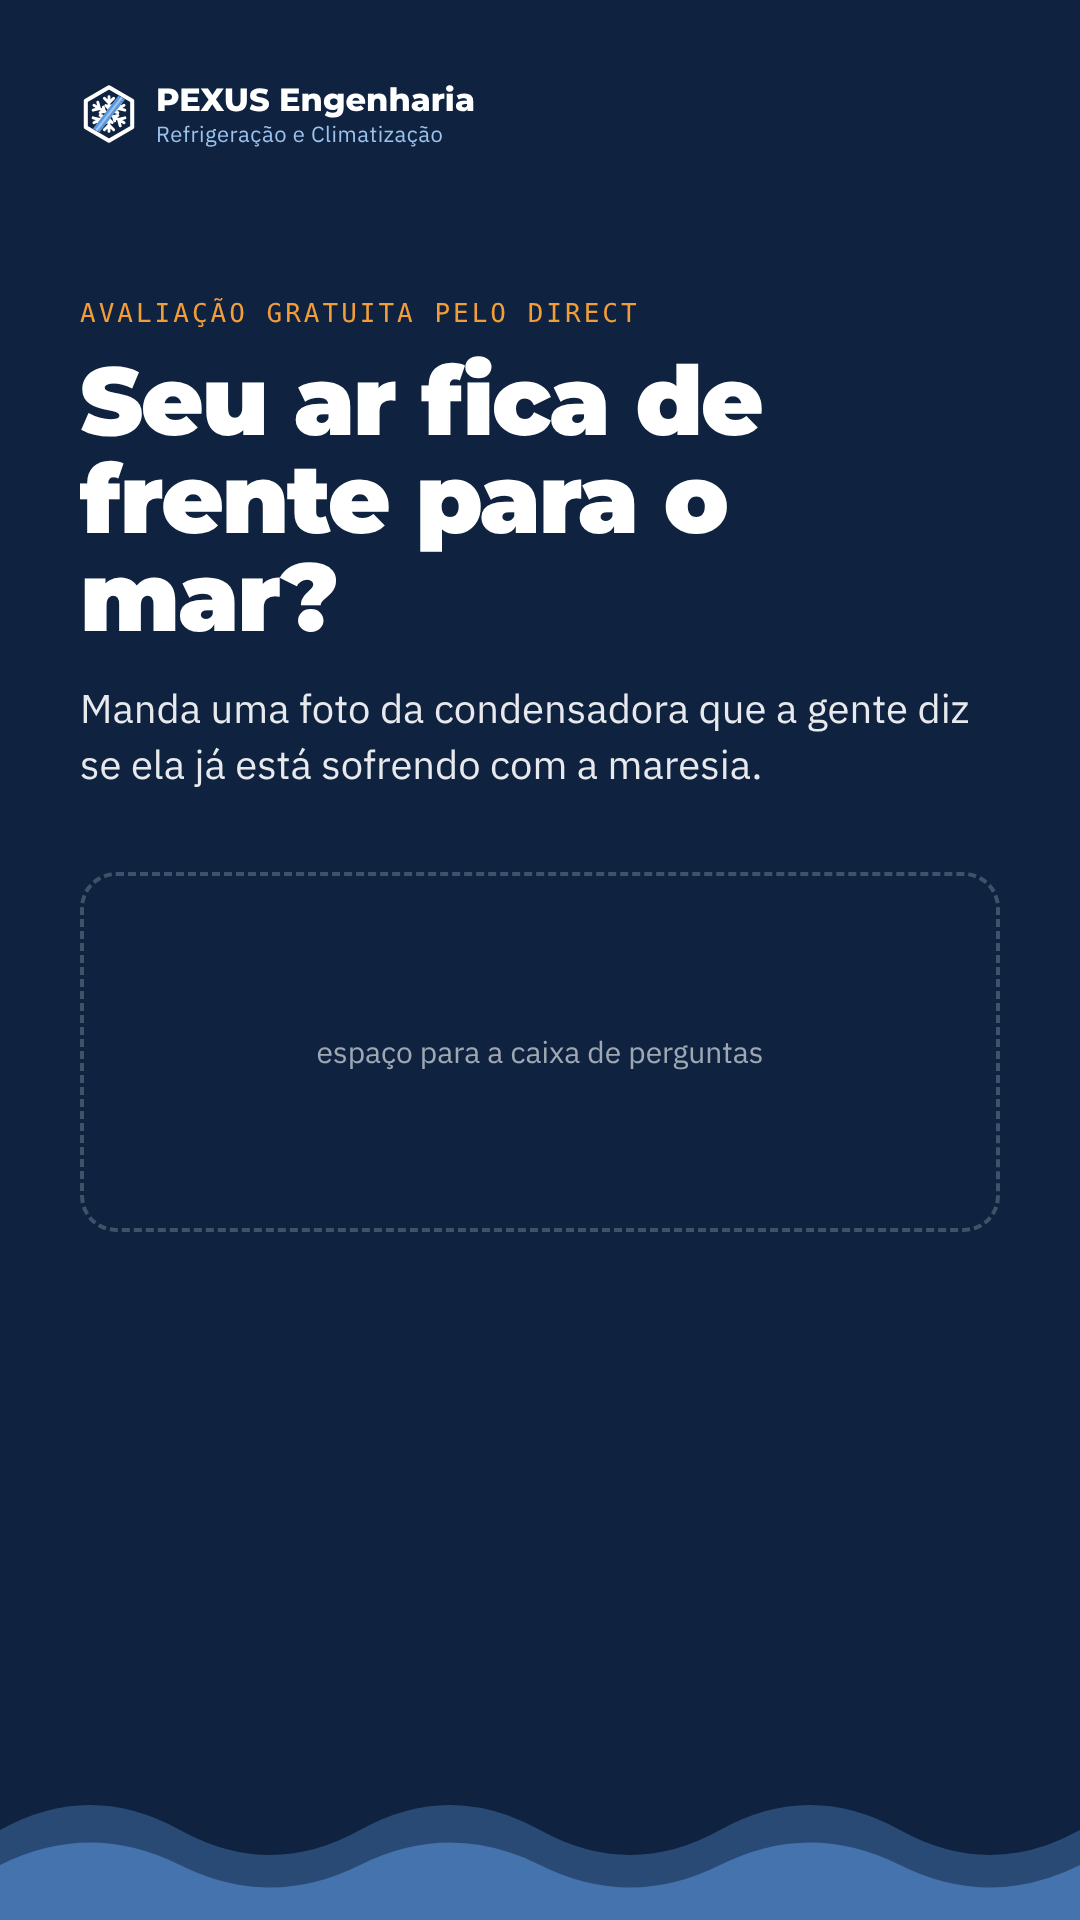 PEXUS Engenharia
Refrigeração e Climatização
AVALIAÇÃO GRATUITA PELO DIRECT
Seu ar fica de
frente para o
mar?
Manda uma foto da condensadora que a gente diz
se ela já está sofrendo com a maresia.
espaço para a caixa de perguntas